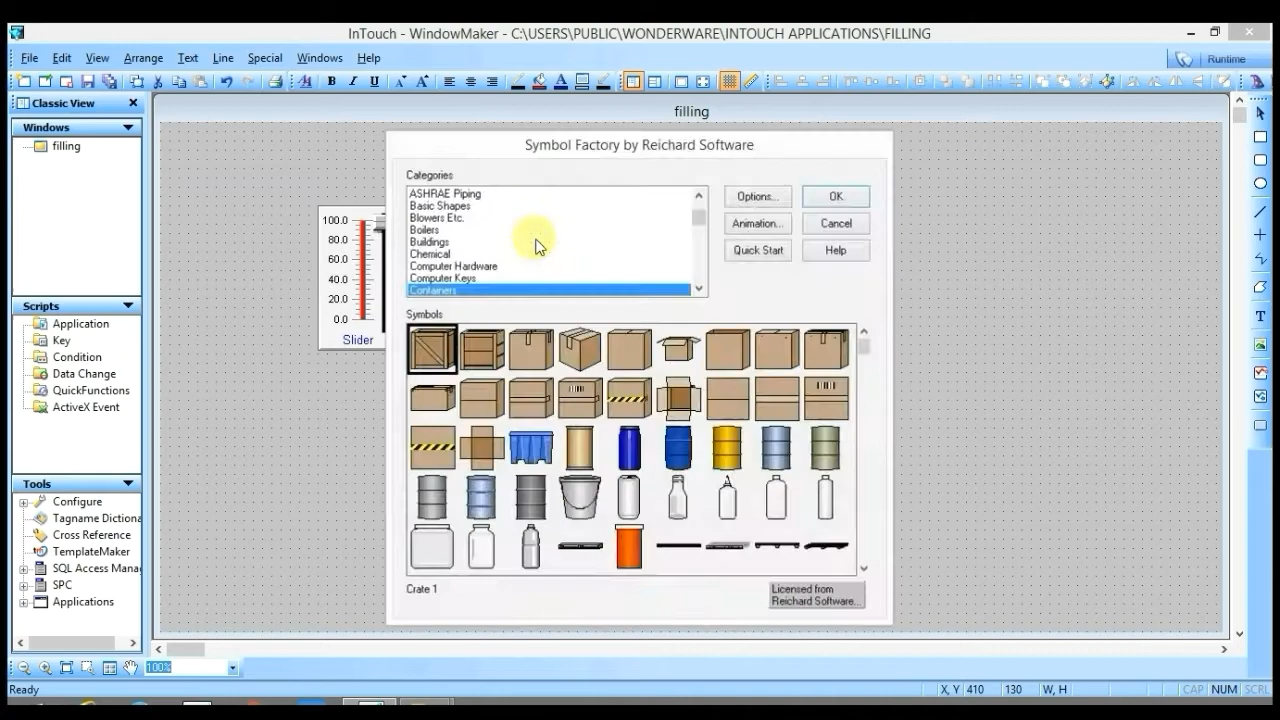 InTouch - WindowMaker - C:\USERS\PUBLIC\WONDERWARE\INTOUCH APPLICATIONS\FILLING
File Edit View Arrange Text Line Special Windows Help
Runtime
Classic View
Windows
filling
Scripts
Application
Key
Condition
Data Change
QuickFunctions
ActiveX Event
Tools
Configure
Tagname Dictiona
Cross Reference
TemplateMaker
SQL Access Mana
SPC
Applications
filling
100.0
80.0
60.0
40.0
20.0
0.0
Slider
Symbol Factory by Reichard Software
Categories
ASHRAE Piping
Basic Shapes
Blowers Etc.
Boilers
Buildings
Chemical
Computer Hardware
Computer Keys
Containers
Options... OK
Animation... Cancel
Quick Start Help
Symbols
Crate 1
Licensed from
Reichard Software...
100%
Ready X, Y 410 130 W, H CAP NUM SCRL